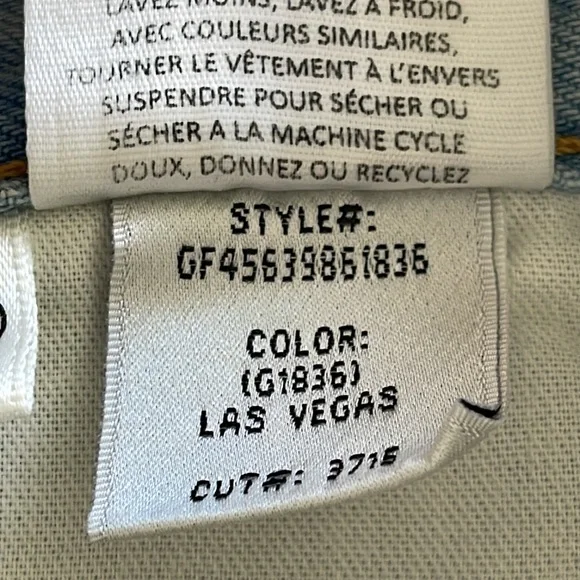 LAVEZ MOINS, LAVEZ À FROID,
AVEC COULEURS SIMILAIRES,
TOURNER LE VÊTEMENT À L'ENVERS
SUSPENDRE POUR SÉCHER OU
SÉCHER A LA MACHINE CYCLE
DOUX, DONNEZ OU RECYCLEZ
STYLE#:
GF45639861836
COLOR:
(G1836)
LAS VEGAS
CUT#: 3716